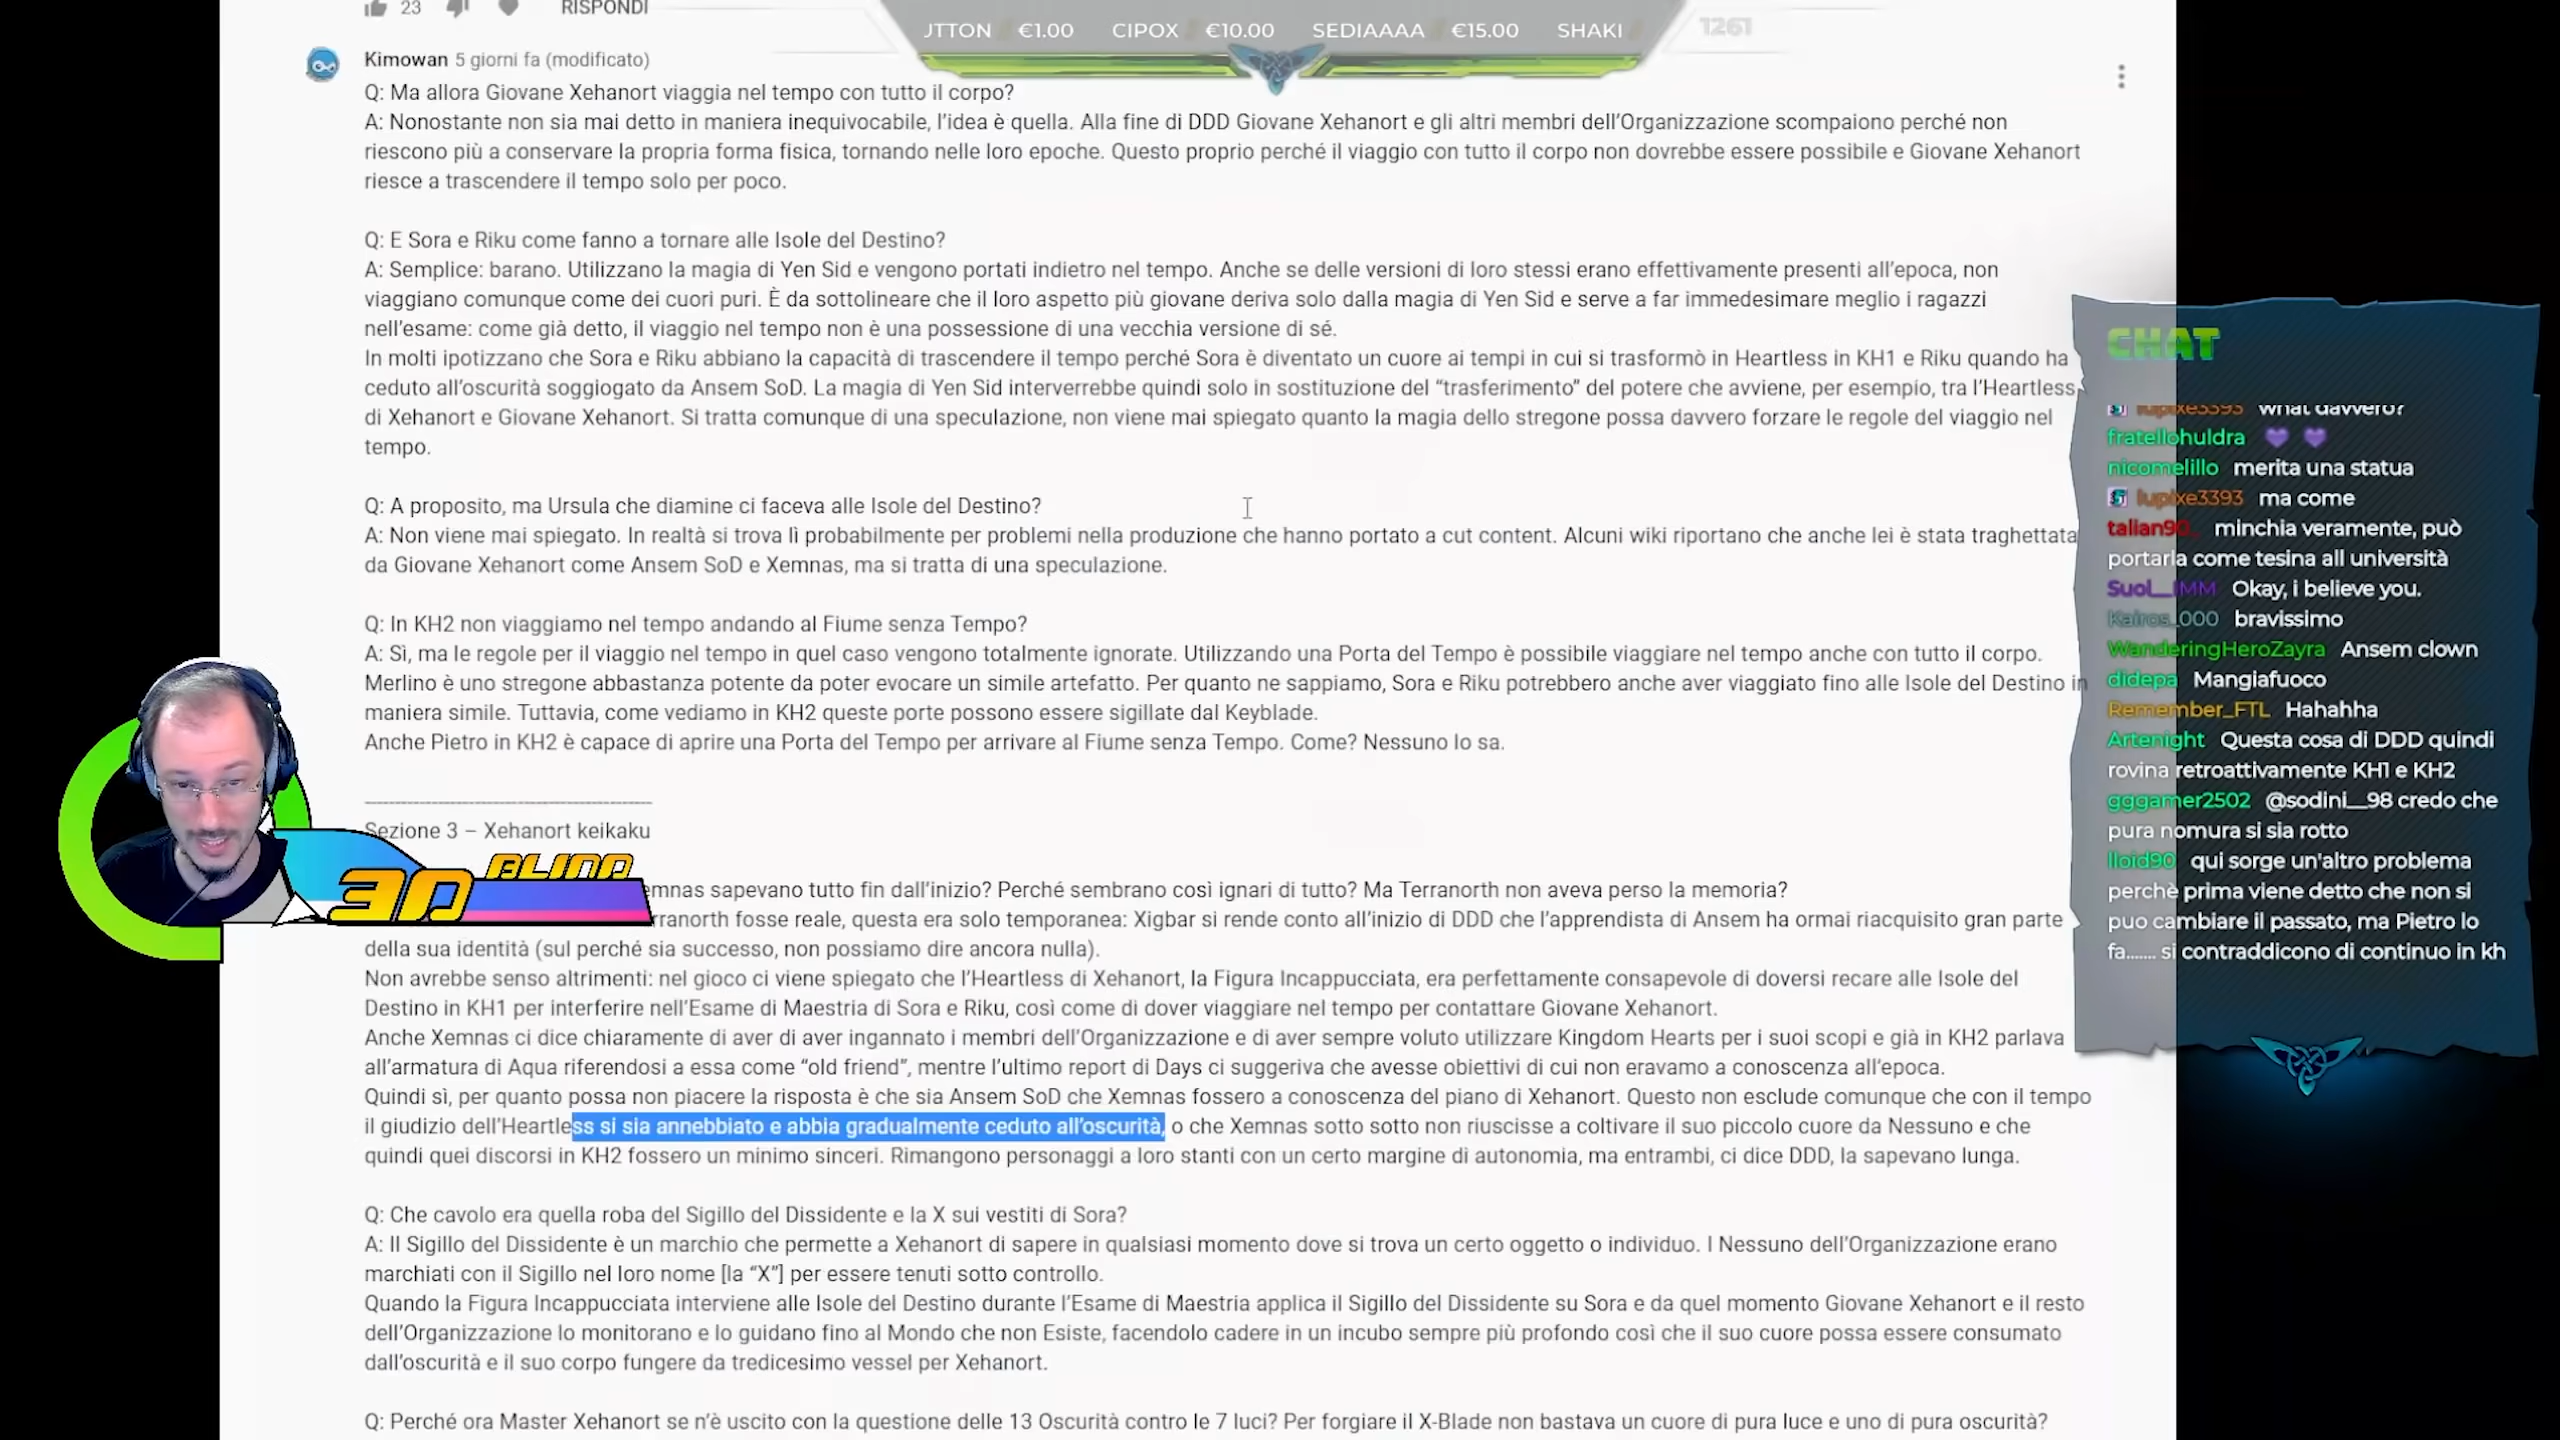 23 RISPONDI
JTTON €1.00 CIPOX €10.00 SEDIAAAA €15.00 SHAKI
1261
Kimowan 5 giorni fa (modificato)
Q: Ma allora Giovane Xehanort viaggia nel tempo con tutto il corpo?
A: Nonostante non sia mai detto in maniera inequivocabile, l'idea è quella. Alla fine di DDD Giovane Xehanort e gli altri membri dell'Organizzazione scompaiono perché non
riescono più a conservare la propria forma fisica, tornando nelle loro epoche. Questo proprio perché il viaggio con tutto il corpo non dovrebbe essere possibile e Giovane Xehanort
riesce a trascendere il tempo solo per poco.
Q: E Sora e Riku come fanno a tornare alle Isole del Destino?
A: Semplice: barano. Utilizzano la magia di Yen Sid e vengono portati indietro nel tempo. Anche se delle versioni di loro stessi erano effettivamente presenti all'epoca, non
viaggiano comunque come dei cuori puri. È da sottolineare che il loro aspetto più giovane deriva solo dalla magia di Yen Sid e serve a far immedesimare meglio i ragazzi
nell'esame: come già detto, il viaggio nel tempo non è una possessione di una vecchia versione di sé.
In molti ipotizzano che Sora e Riku abbiano la capacità di trascendere il tempo perché Sora è diventato un cuore ai tempi in cui si trasformò in Heartless in KH1 e Riku quando ha
ceduto all'oscurità soggiogato da Ansem SoD. La magia di Yen Sid interverrebbe quindi solo in sostituzione del "trasferimento" del potere che avviene, per esempio, tra l'Heartless
di Xehanort e Giovane Xehanort. Si tratta comunque di una speculazione, non viene mai spiegato quanto la magia dello stregone possa davvero forzare le regole del viaggio nel
tempo.
Q: A proposito, ma Ursula che diamine ci faceva alle Isole del Destino?
A: Non viene mai spiegato. In realtà si trova lì probabilmente per problemi nella produzione che hanno portato a cut content. Alcuni wiki riportano che anche lei è stata traghettata
da Giovane Xehanort come Ansem SoD e Xemnas, ma si tratta di una speculazione.
Q: In KH2 non viaggiamo nel tempo andando al Fiume senza Tempo?
A: Sì, ma le regole per il viaggio nel tempo in quel caso vengono totalmente ignorate. Utilizzando una Porta del Tempo è possibile viaggiare nel tempo anche con tutto il corpo.
Merlino è uno stregone abbastanza potente da poter evocare un simile artefatto. Per quanto ne sappiamo, Sora e Riku potrebbero anche aver viaggiato fino alle Isole del Destino in
maniera simile. Tuttavia, come vediamo in KH2 queste porte possono essere sigillate dal Keyblade.
Anche Pietro in KH2 è capace di aprire una Porta del Tempo per arrivare al Fiume senza Tempo. Come? Nessuno lo sa.
Sezione 3 – Xehanort keikaku
emnas sapevano tutto fin dall'inizio? Perché sembrano così ignari di tutto? Ma Terranorth non aveva perso la memoria?
rranorth fosse reale, questa era solo temporanea: Xigbar si rende conto all'inizio di DDD che l'apprendista di Ansem ha ormai riacquisito gran parte
della sua identità (sul perché sia successo, non possiamo dire ancora nulla).
Non avrebbe senso altrimenti: nel gioco ci viene spiegato che l'Heartless di Xehanort, la Figura Incappucciata, era perfettamente consapevole di doversi recare alle Isole del
Destino in KH1 per interferire nell'Esame di Maestria di Sora e Riku, così come di dover viaggiare nel tempo per contattare Giovane Xehanort.
Anche Xemnas ci dice chiaramente di aver di aver ingannato i membri dell'Organizzazione e di aver sempre voluto utilizzare Kingdom Hearts per i suoi scopi e già in KH2 parlava
all'armatura di Aqua riferendosi a essa come "old friend", mentre l'ultimo report di Days ci suggeriva che avesse obiettivi di cui non eravamo a conoscenza all'epoca.
Quindi sì, per quanto possa non piacere la risposta è che sia Ansem SoD che Xemnas fossero a conoscenza del piano di Xehanort. Questo non esclude comunque che con il tempo
il giudizio dell'Heartless si sia annebbiato e abbia gradualmente ceduto all'oscurità, o che Xemnas sotto sotto non riuscisse a coltivare il suo piccolo cuore da Nessuno e che
quindi quei discorsi in KH2 fossero un minimo sinceri. Rimangono personaggi a loro stanti con un certo margine di autonomia, ma entrambi, ci dice DDD, la sapevano lunga.
Q: Che cavolo era quella roba del Sigillo del Dissidente e la X sui vestiti di Sora?
A: Il Sigillo del Dissidente è un marchio che permette a Xehanort di sapere in qualsiasi momento dove si trova un certo oggetto o individuo. I Nessuno dell'Organizzazione erano
marchiati con il Sigillo nel loro nome [la "X"] per essere tenuti sotto controllo.
Quando la Figura Incappucciata interviene alle Isole del Destino durante l'Esame di Maestria applica il Sigillo del Dissidente su Sora e da quel momento Giovane Xehanort e il resto
dell'Organizzazione lo monitorano e lo guidano fino al Mondo che non Esiste, facendolo cadere in un incubo sempre più profondo così che il suo cuore possa essere consumato
dall'oscurità e il suo corpo fungere da tredicesimo vessel per Xehanort.
Q: Perché ora Master Xehanort se n'è uscito con la questione delle 13 Oscurità contro le 7 luci? Per forgiare il X-Blade non bastava un cuore di pura luce e uno di pura oscurità?
BLIND
3D
CHAT
lupixe3393 what davvero?
fratellohuldra
nicomelillo merita una statua
lupixe3393 ma come
talian90_ minchia veramente, può
portarla come tesina all università
Suol__IMM Okay, i believe you.
Kairos_000 bravissimo
WanderingHeroZayra Ansem clown
didepa Mangiafuoco
Remember_FTL Hahahha
Artenight Questa cosa di DDD quindi
rovina retroattivamente KH1 e KH2
gggamer2502 @sodini__98 credo che
pura nomura si sia rotto
lloid90 qui sorge un'altro problema
perchè prima viene detto che non si
puo cambiare il passato, ma Pietro lo
fa....... si contraddicono di continuo in kh